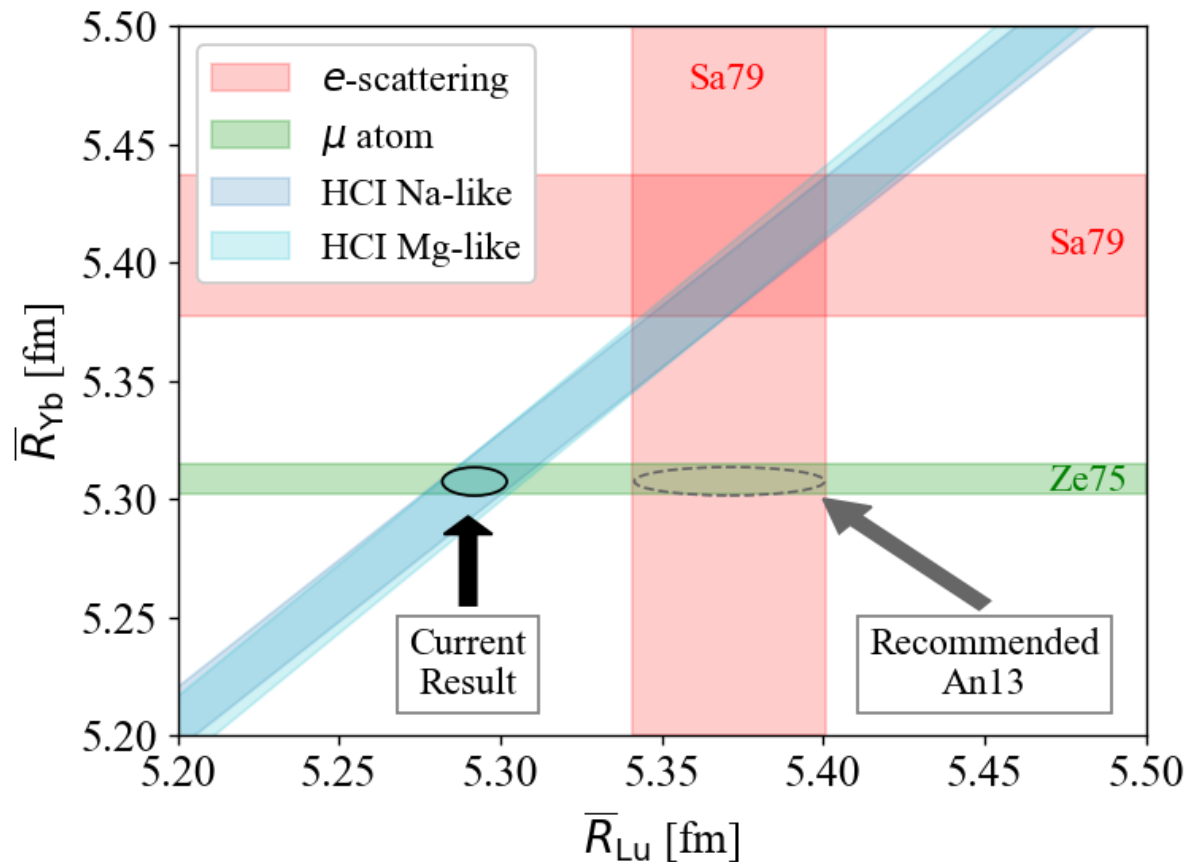 5.50
5.45
5.40
5.35
5.30
5.25
5.20
R̅Yb [fm]
e-scattering
μ atom
HCI Na-like
HCI Mg-like
Sa79
Sa79
Ze75
Current
Result
Recommended
An13
5.20 5.25 5.30 5.35 5.40 5.45 5.50
R̅Lu [fm]